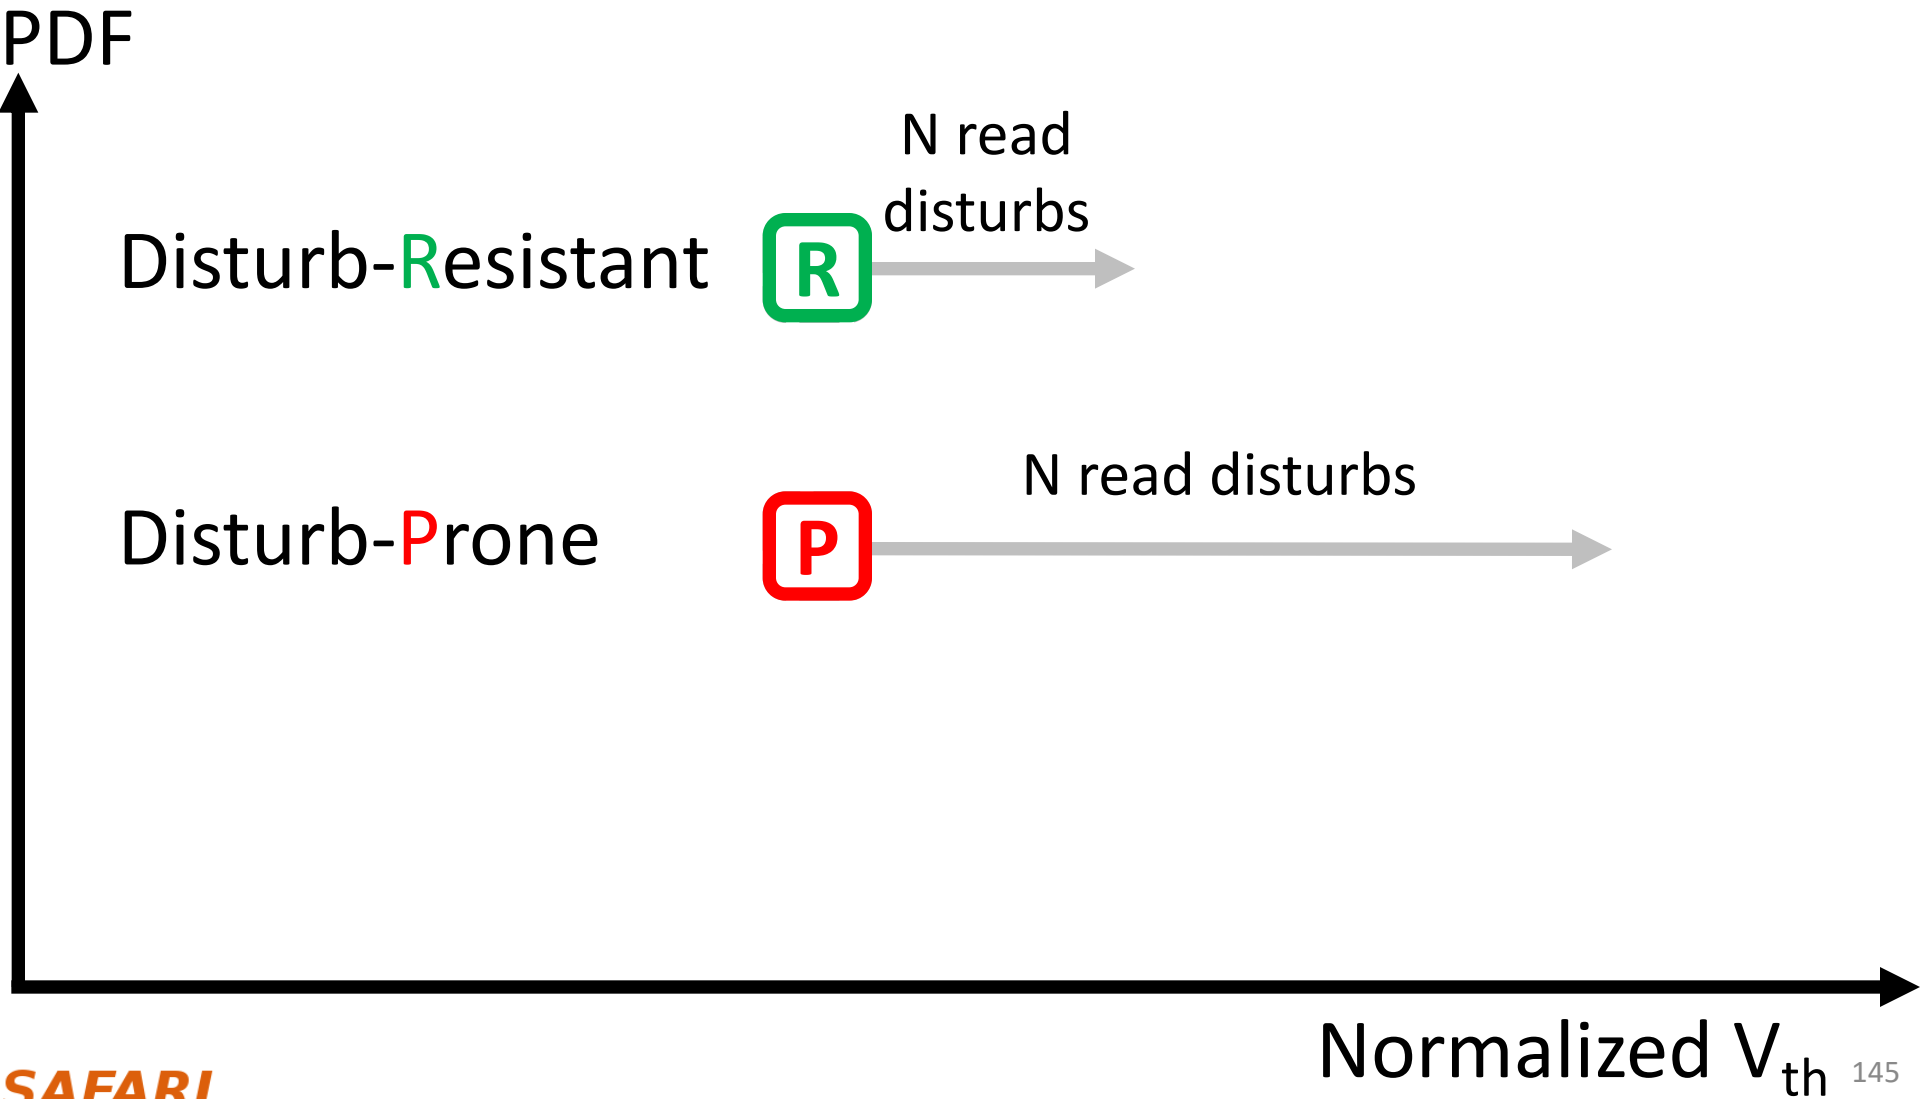 PDF
N read
disturbs
Disturb-Resistant
R
N read disturbs
Disturb-Prone
P
Normalized Vth
145
SAFARI